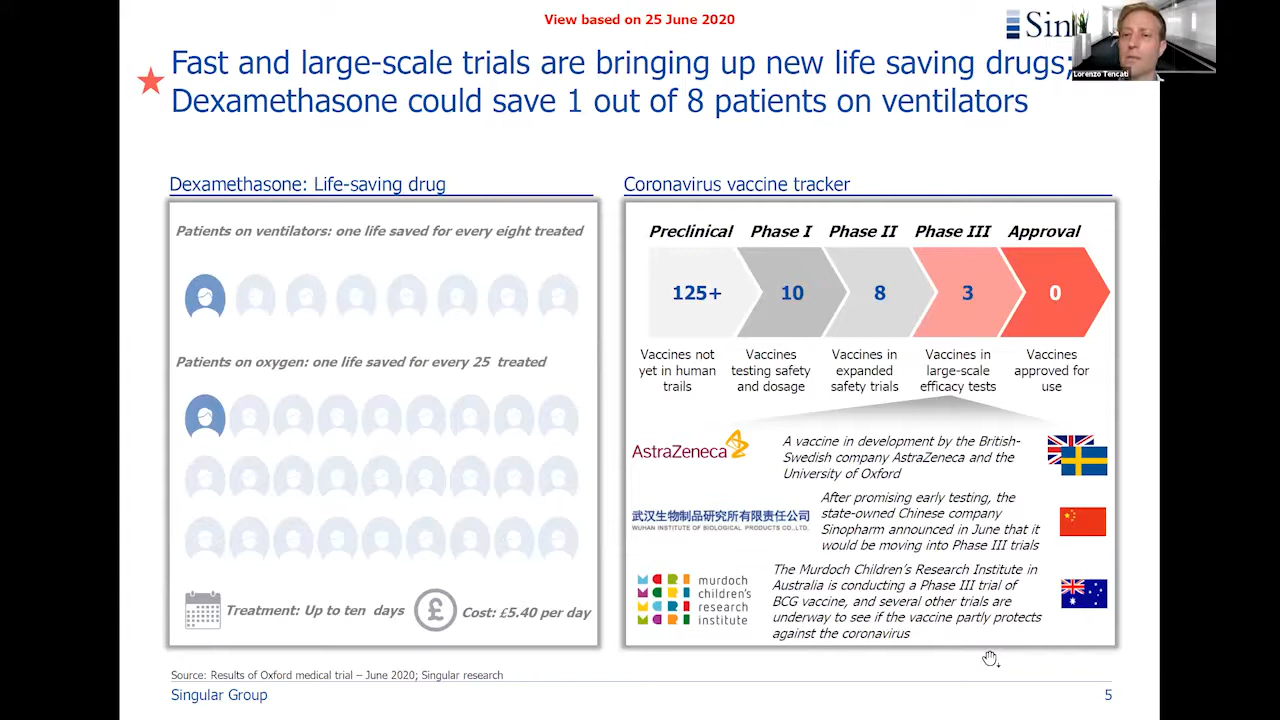 View based on 25 June 2020
Sin
Lorenzo Tencati
Fast and large-scale trials are bringing up new life saving drugs;
Dexamethasone could save 1 out of 8 patients on ventilators
Dexamethasone: Life-saving drug
Patients on ventilators: one life saved for every eight treated
Patients on oxygen: one life saved for every 25 treated
Treatment: Up to ten days
£
Cost: £5.40 per day
Coronavirus vaccine tracker
Preclinical Phase I Phase II Phase III Approval
125+ 10 8 3 0
Vaccines not
yet in human
trails
Vaccines
testing safety
and dosage
Vaccines in
expanded
safety trials
Vaccines in
large-scale
efficacy tests
Vaccines
approved for
use
AstraZeneca
A vaccine in development by the British-
Swedish company AstraZeneca and the
University of Oxford
武汉生物制品研究所有限责任公司
WUHAN INSTITUTE OF BIOLOGICAL PRODUCTS CO.,LTD.
After promising early testing, the
state-owned Chinese company
Sinopharm announced in June that it
would be moving into Phase III trials
murdoch
children's
research
institute
The Murdoch Children's Research Institute in
Australia is conducting a Phase III trial of
BCG vaccine, and several other trials are
underway to see if the vaccine partly protects
against the coronavirus
Source: Results of Oxford medical trial – June 2020; Singular research
Singular Group
5